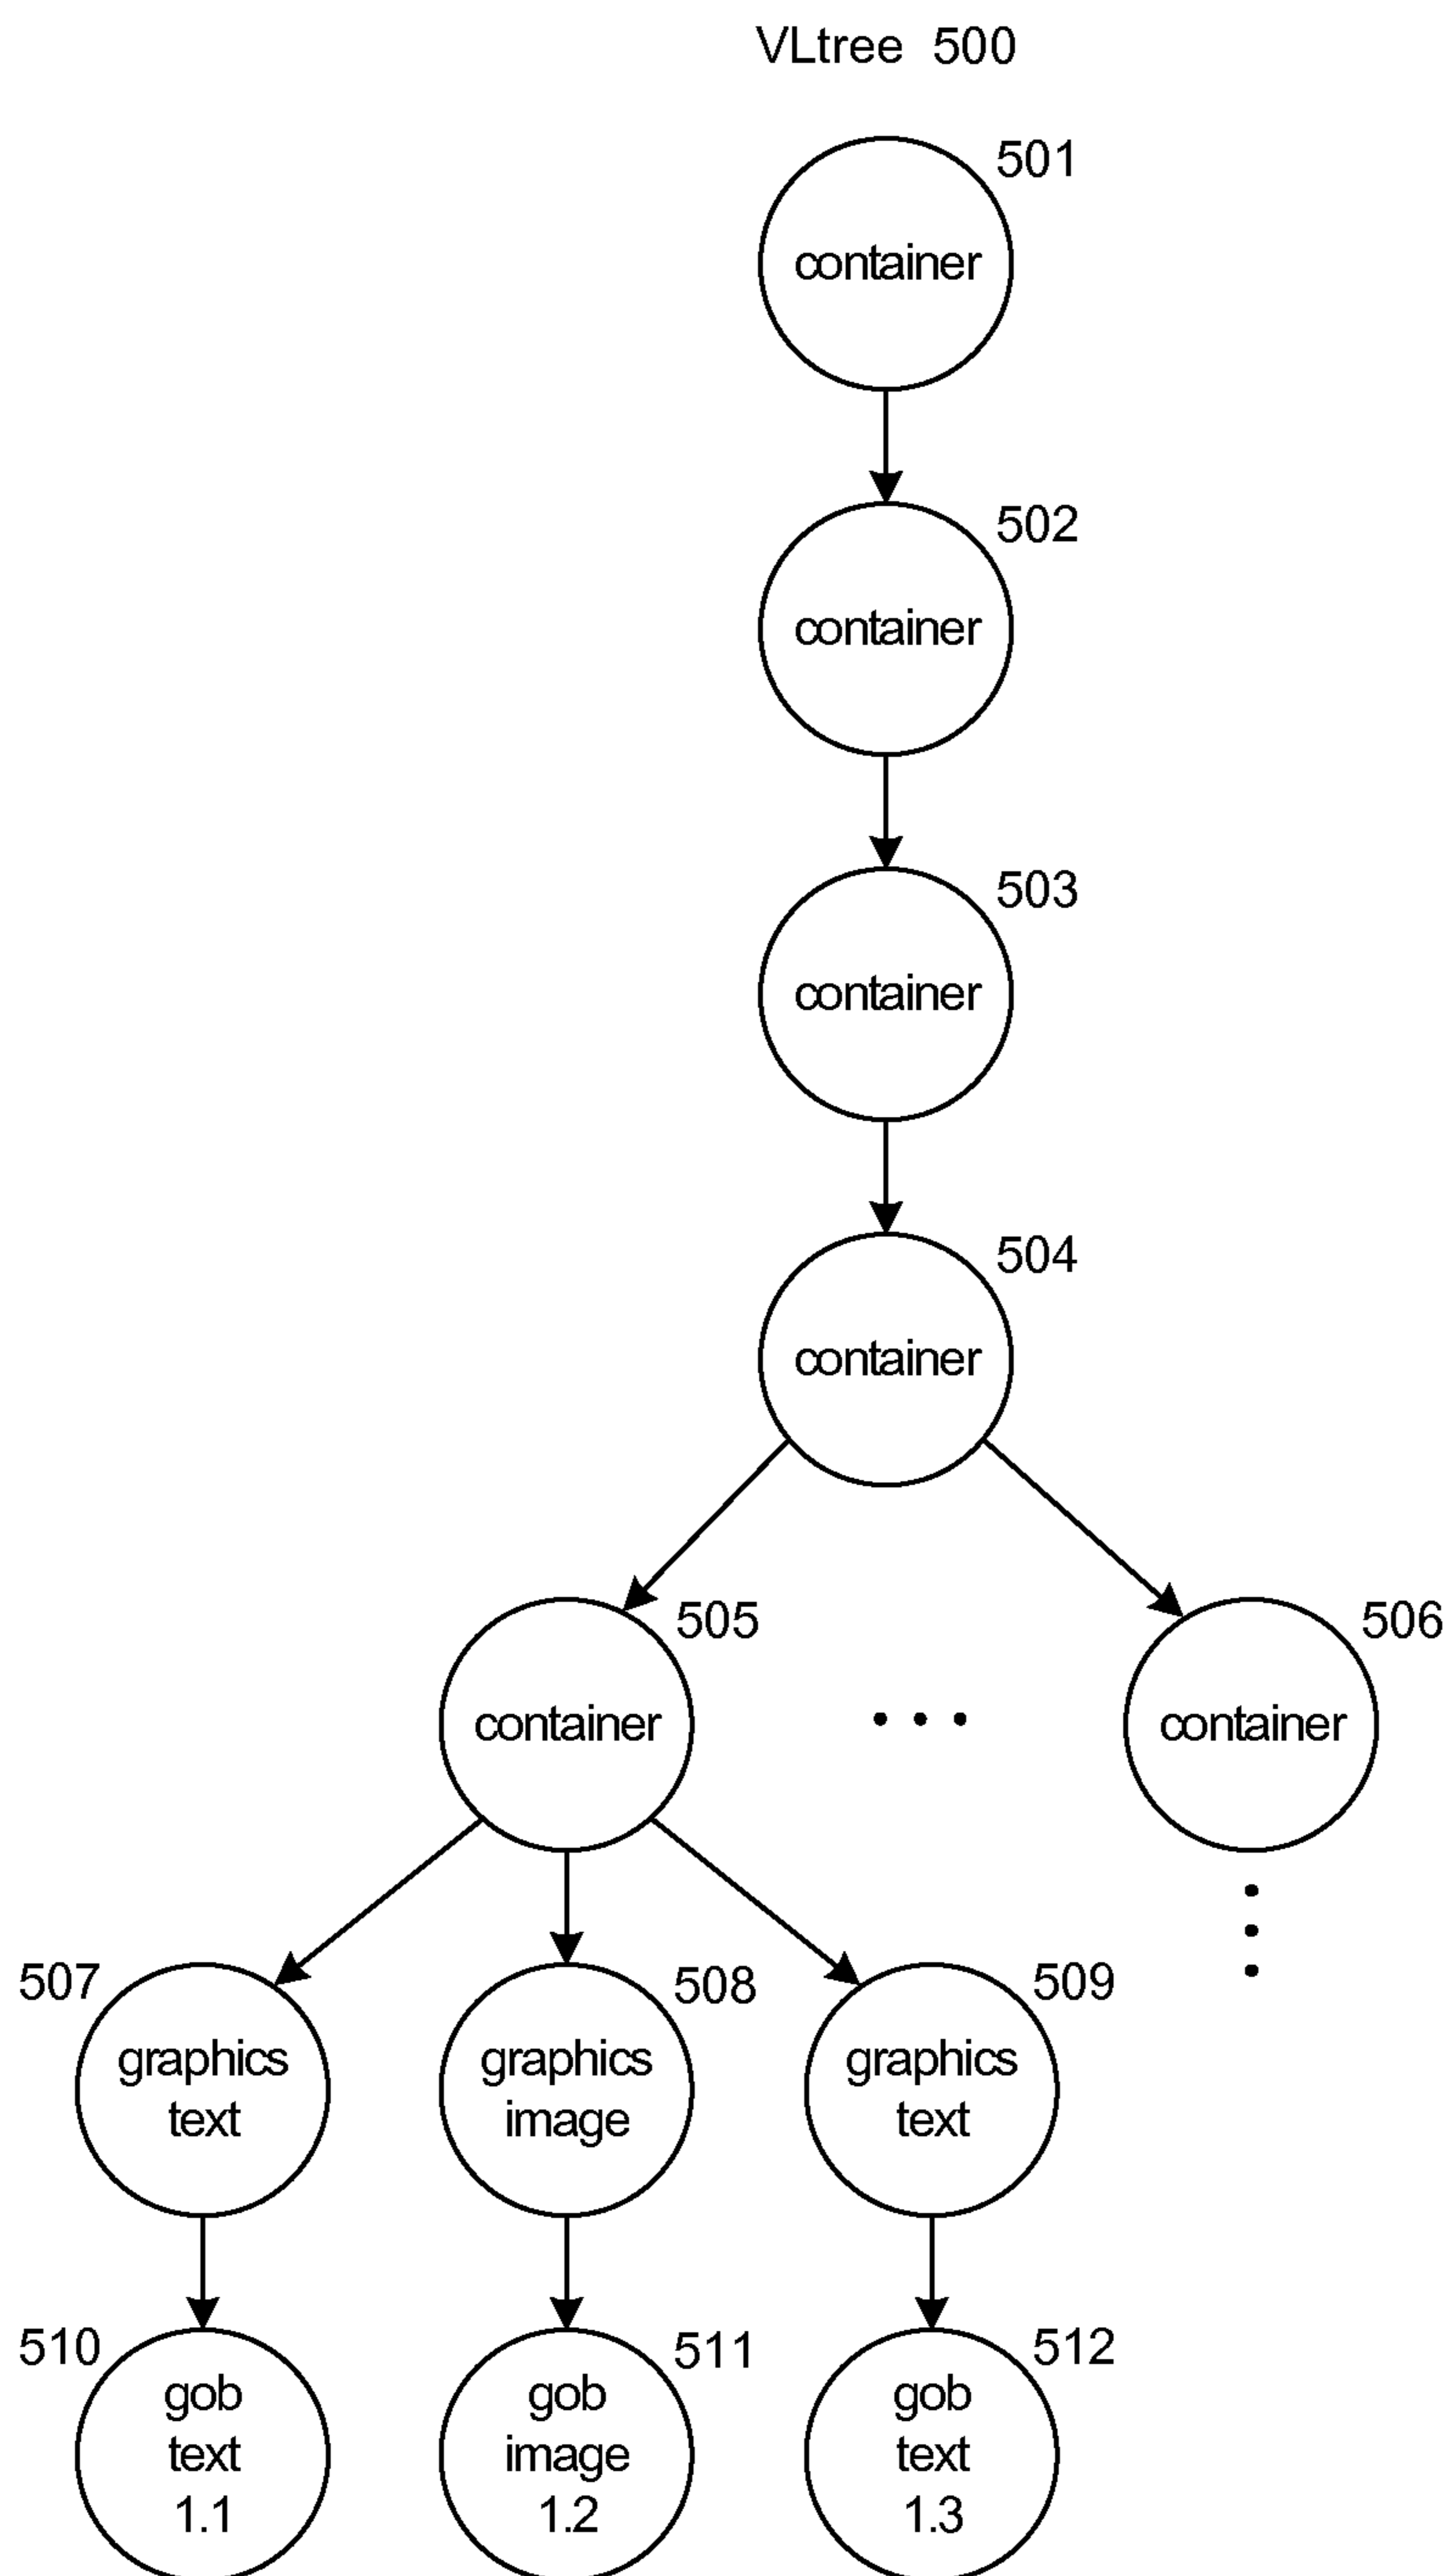 VLtree 500
501
container
502
container
503
container
504
container
505
506
container
container
507
508
509
graphics
text
graphics
image
graphics
text
510
511
512
gob
text
1.1
gob
image
1.2
gob
text
1.3